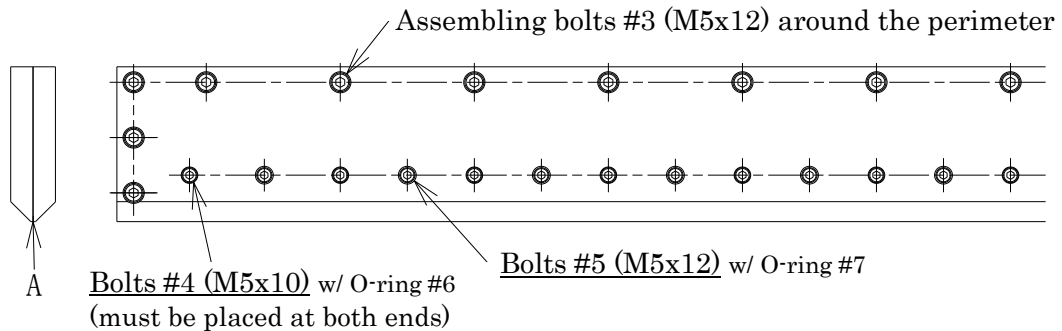 Assembling bolts #3 (M5x12) around the perimeter
A
Bolts #4 (M5x10) w/ O-ring #6
(must be placed at both ends)
Bolts #5 (M5x12) w/ O-ring #7